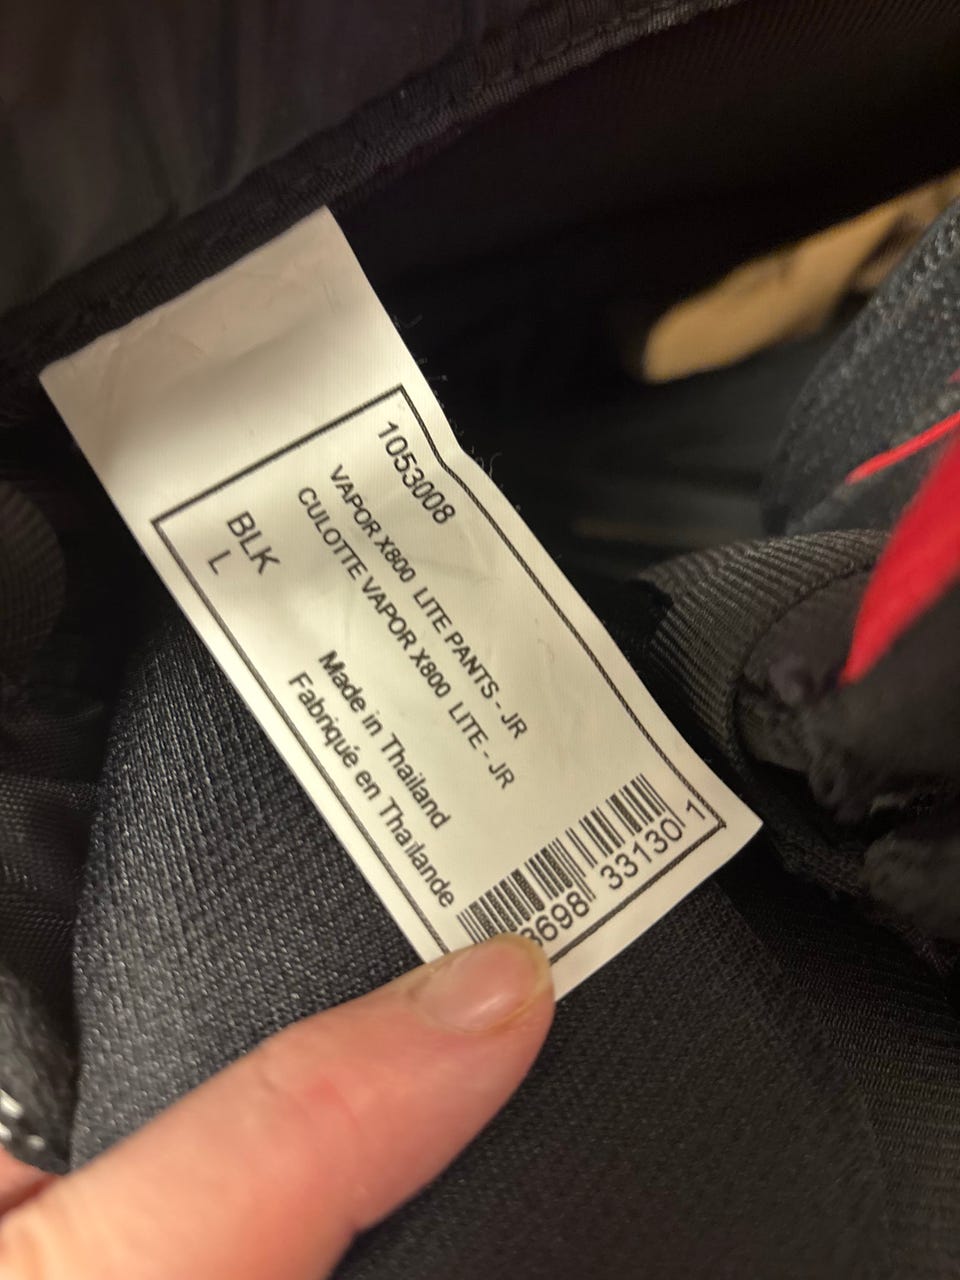 1053008
VAPOR X800 LITE PANTS - JR
CULOTTE VAPOR X800 LITE - JR
BLK
L
Made in Thailand
Fabriqué en Thaïlande
8698 33130 1